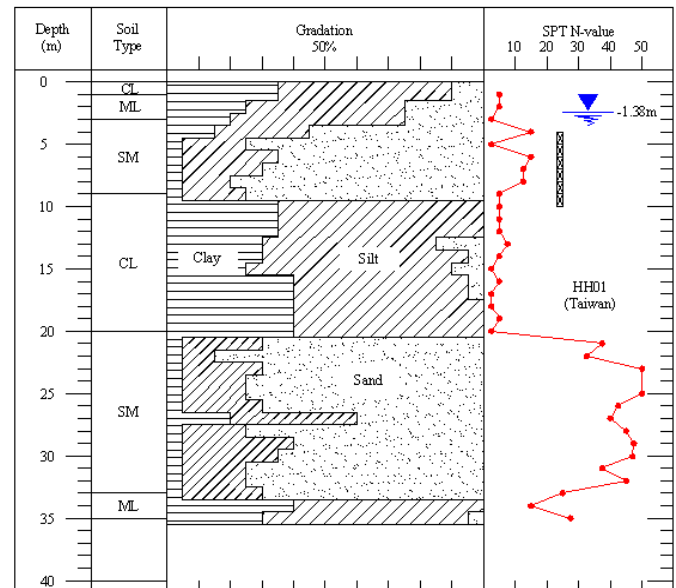 Depth
(m)
Soil
Type
Gradation
50%
SPT N-value
10 20 30 40 50
0
CL
ML
-1.38m
5
SM
10
CL
Clay
Silt
15
HH01
(Taiwan)
20
Sand
25
SM
30
ML
35
40